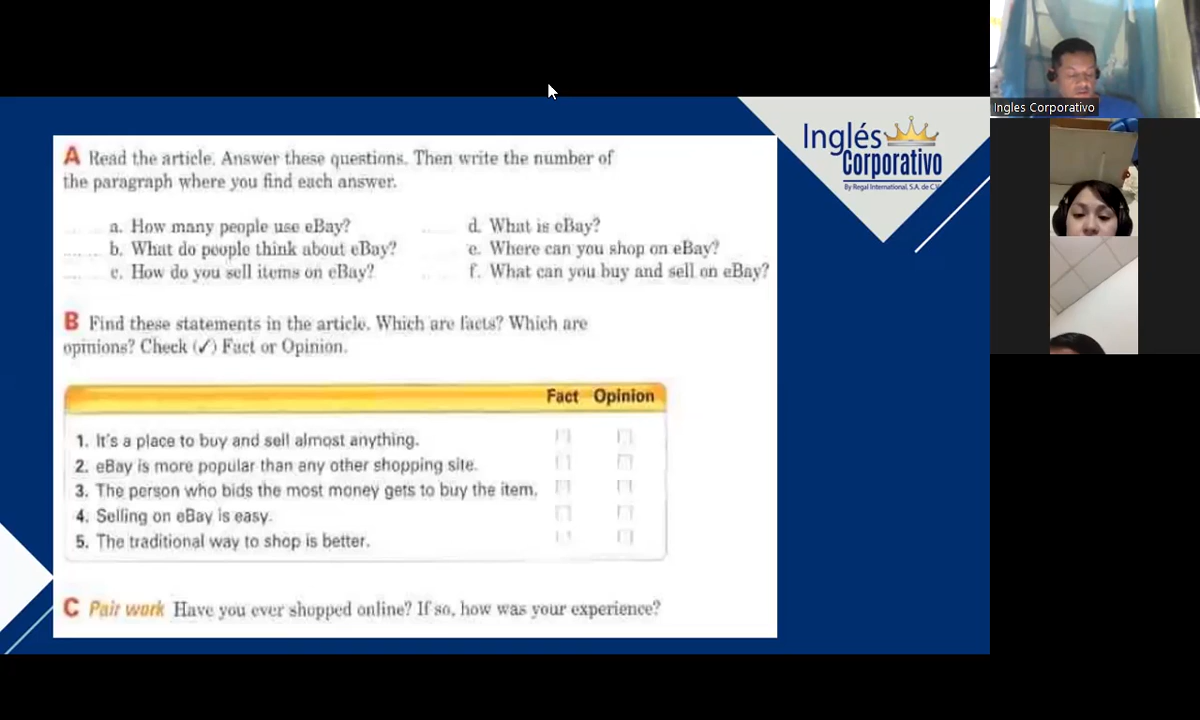 A Read the article. Answer these questions. Then write the number of
the paragraph where you find each answer.
a. How many people use eBay?
b. What do people think about eBay?
c. How do you sell items on eBay?
d. What is eBay?
e. Where can you shop on eBay?
f. What can you buy and sell on eBay?
B Find these statements in the article. Which are facts? Which are
opinions? Check (✓) Fact or Opinion.
Fact Opinion
1. It's a place to buy and sell almost anything.
2. eBay is more popular than any other shopping site.
3. The person who bids the most money gets to buy the item.
4. Selling on eBay is easy.
5. The traditional way to shop is better.
C Pair work Have you ever shopped online? If so, how was your experience?
Inglés
Corporativo
By Regal International, S.A. de C.V.
Ingles Corporativo